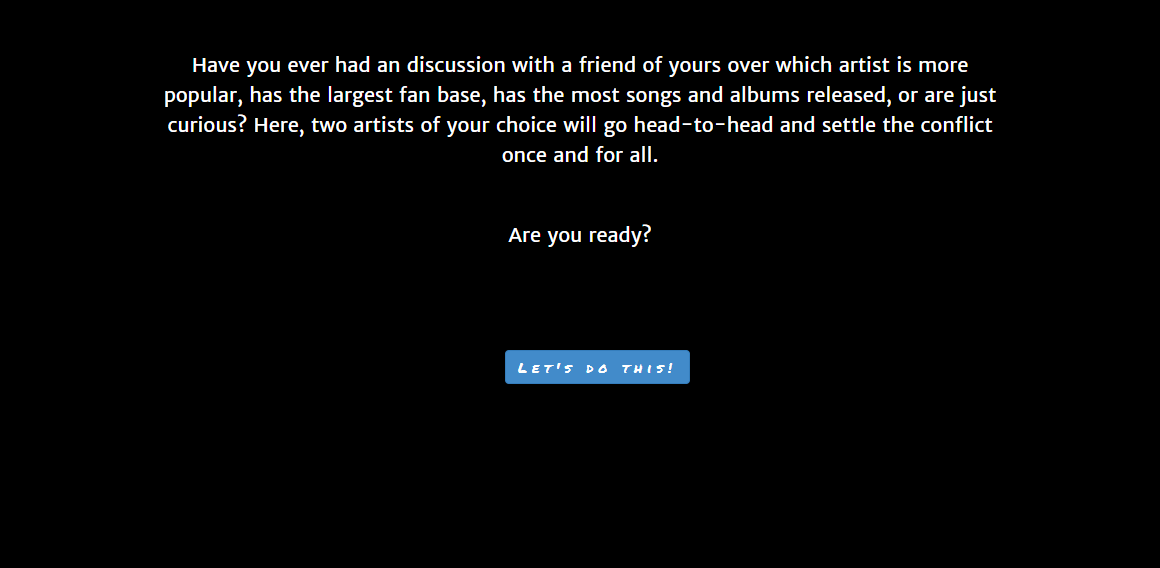 Have you ever had an discussion with a friend of yours over which artist is more
popular, has the largest fan base, has the most songs and albums released, or are just
curious? Here, two artists of your choice will go head-to-head and settle the conflict
once and for all.
Are you ready?
Let's do this!